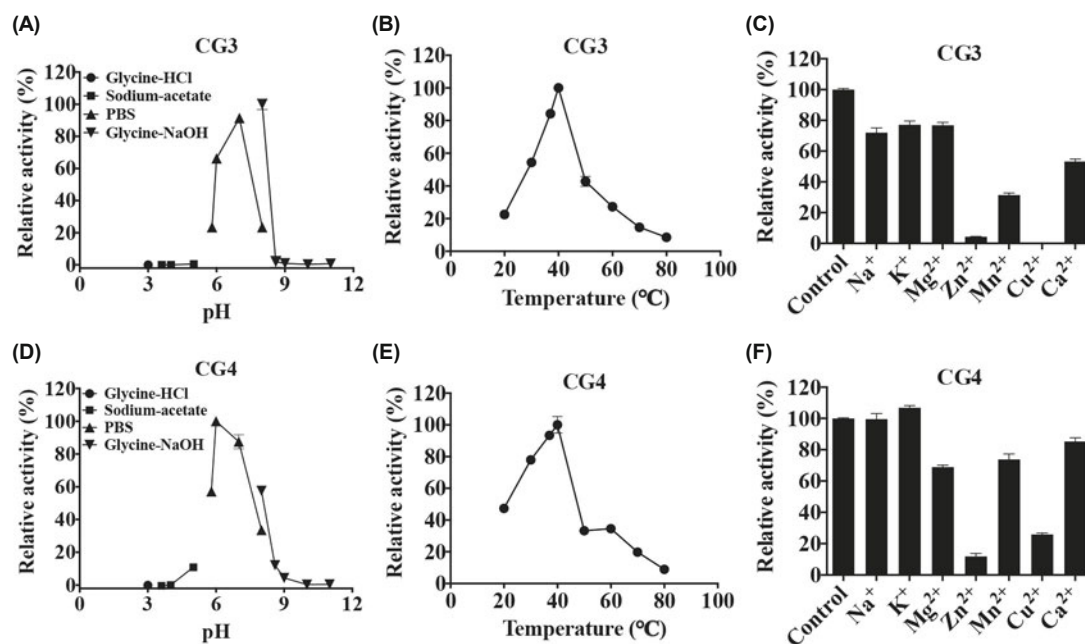 (A)
CG3
Relative activity (%)
120
100
80
60
40
20
0
Glycine-HCl
Sodium-acetate
PBS
Glycine-NaOH
0 3 6 9 12
pH
(B)
CG3
Relative activity (%)
120
100
80
60
40
20
0
0 20 40 60 80 100
Temperature (℃)
(C)
CG3
Relative activity (%)
120
100
80
60
40
20
0
Control Na⁺ K⁺ Mg²⁺ Zn²⁺ Mn²⁺ Cu²⁺ Ca²⁺
(D)
CG4
Relative activity (%)
120
100
80
60
40
20
0
Glycine-HCl
Sodium-acetate
PBS
Glycine-NaOH
0 3 6 9 12
pH
(E)
CG4
Relative activity (%)
120
100
80
60
40
20
0
0 20 40 60 80 100
Temperature (℃)
(F)
CG4
Relative activity (%)
120
100
80
60
40
20
0
Control Na⁺ K⁺ Mg²⁺ Zn²⁺ Mn²⁺ Cu²⁺ Ca²⁺